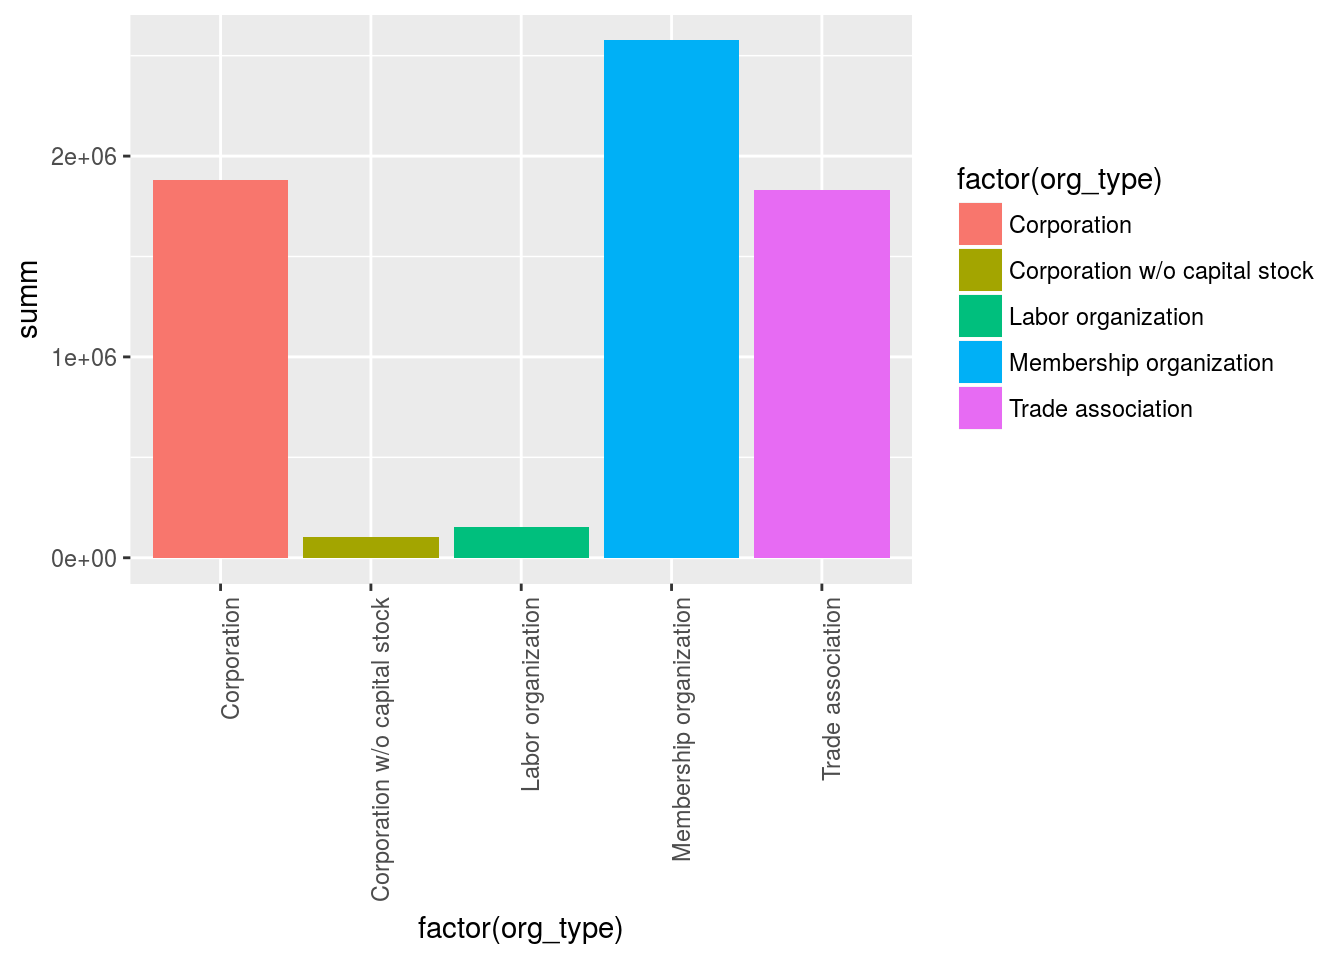 summ
2e+06
1e+06
0e+00
Corporation
Corporation w/o capital stock
Labor organization
Membership organization
Trade association
factor(org_type)
factor(org_type)
Corporation
Corporation w/o capital stock
Labor organization
Membership organization
Trade association